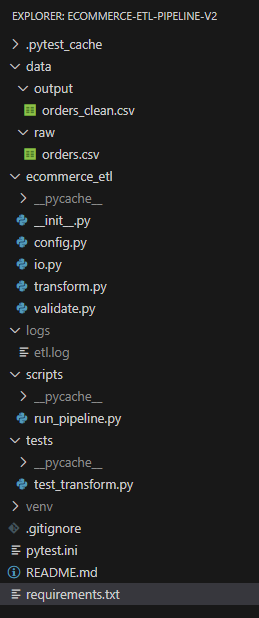 EXPLORER: ECOMMERCE-ETL-PIPELINE-V2
.pytest_cache
data
output
orders_clean.csv
raw
orders.csv
ecommerce_etl
__pycache__
__init__.py
config.py
io.py
transform.py
validate.py
logs
etl.log
scripts
__pycache__
run_pipeline.py
tests
__pycache__
test_transform.py
venv
.gitignore
pytest.ini
README.md
requirements.txt